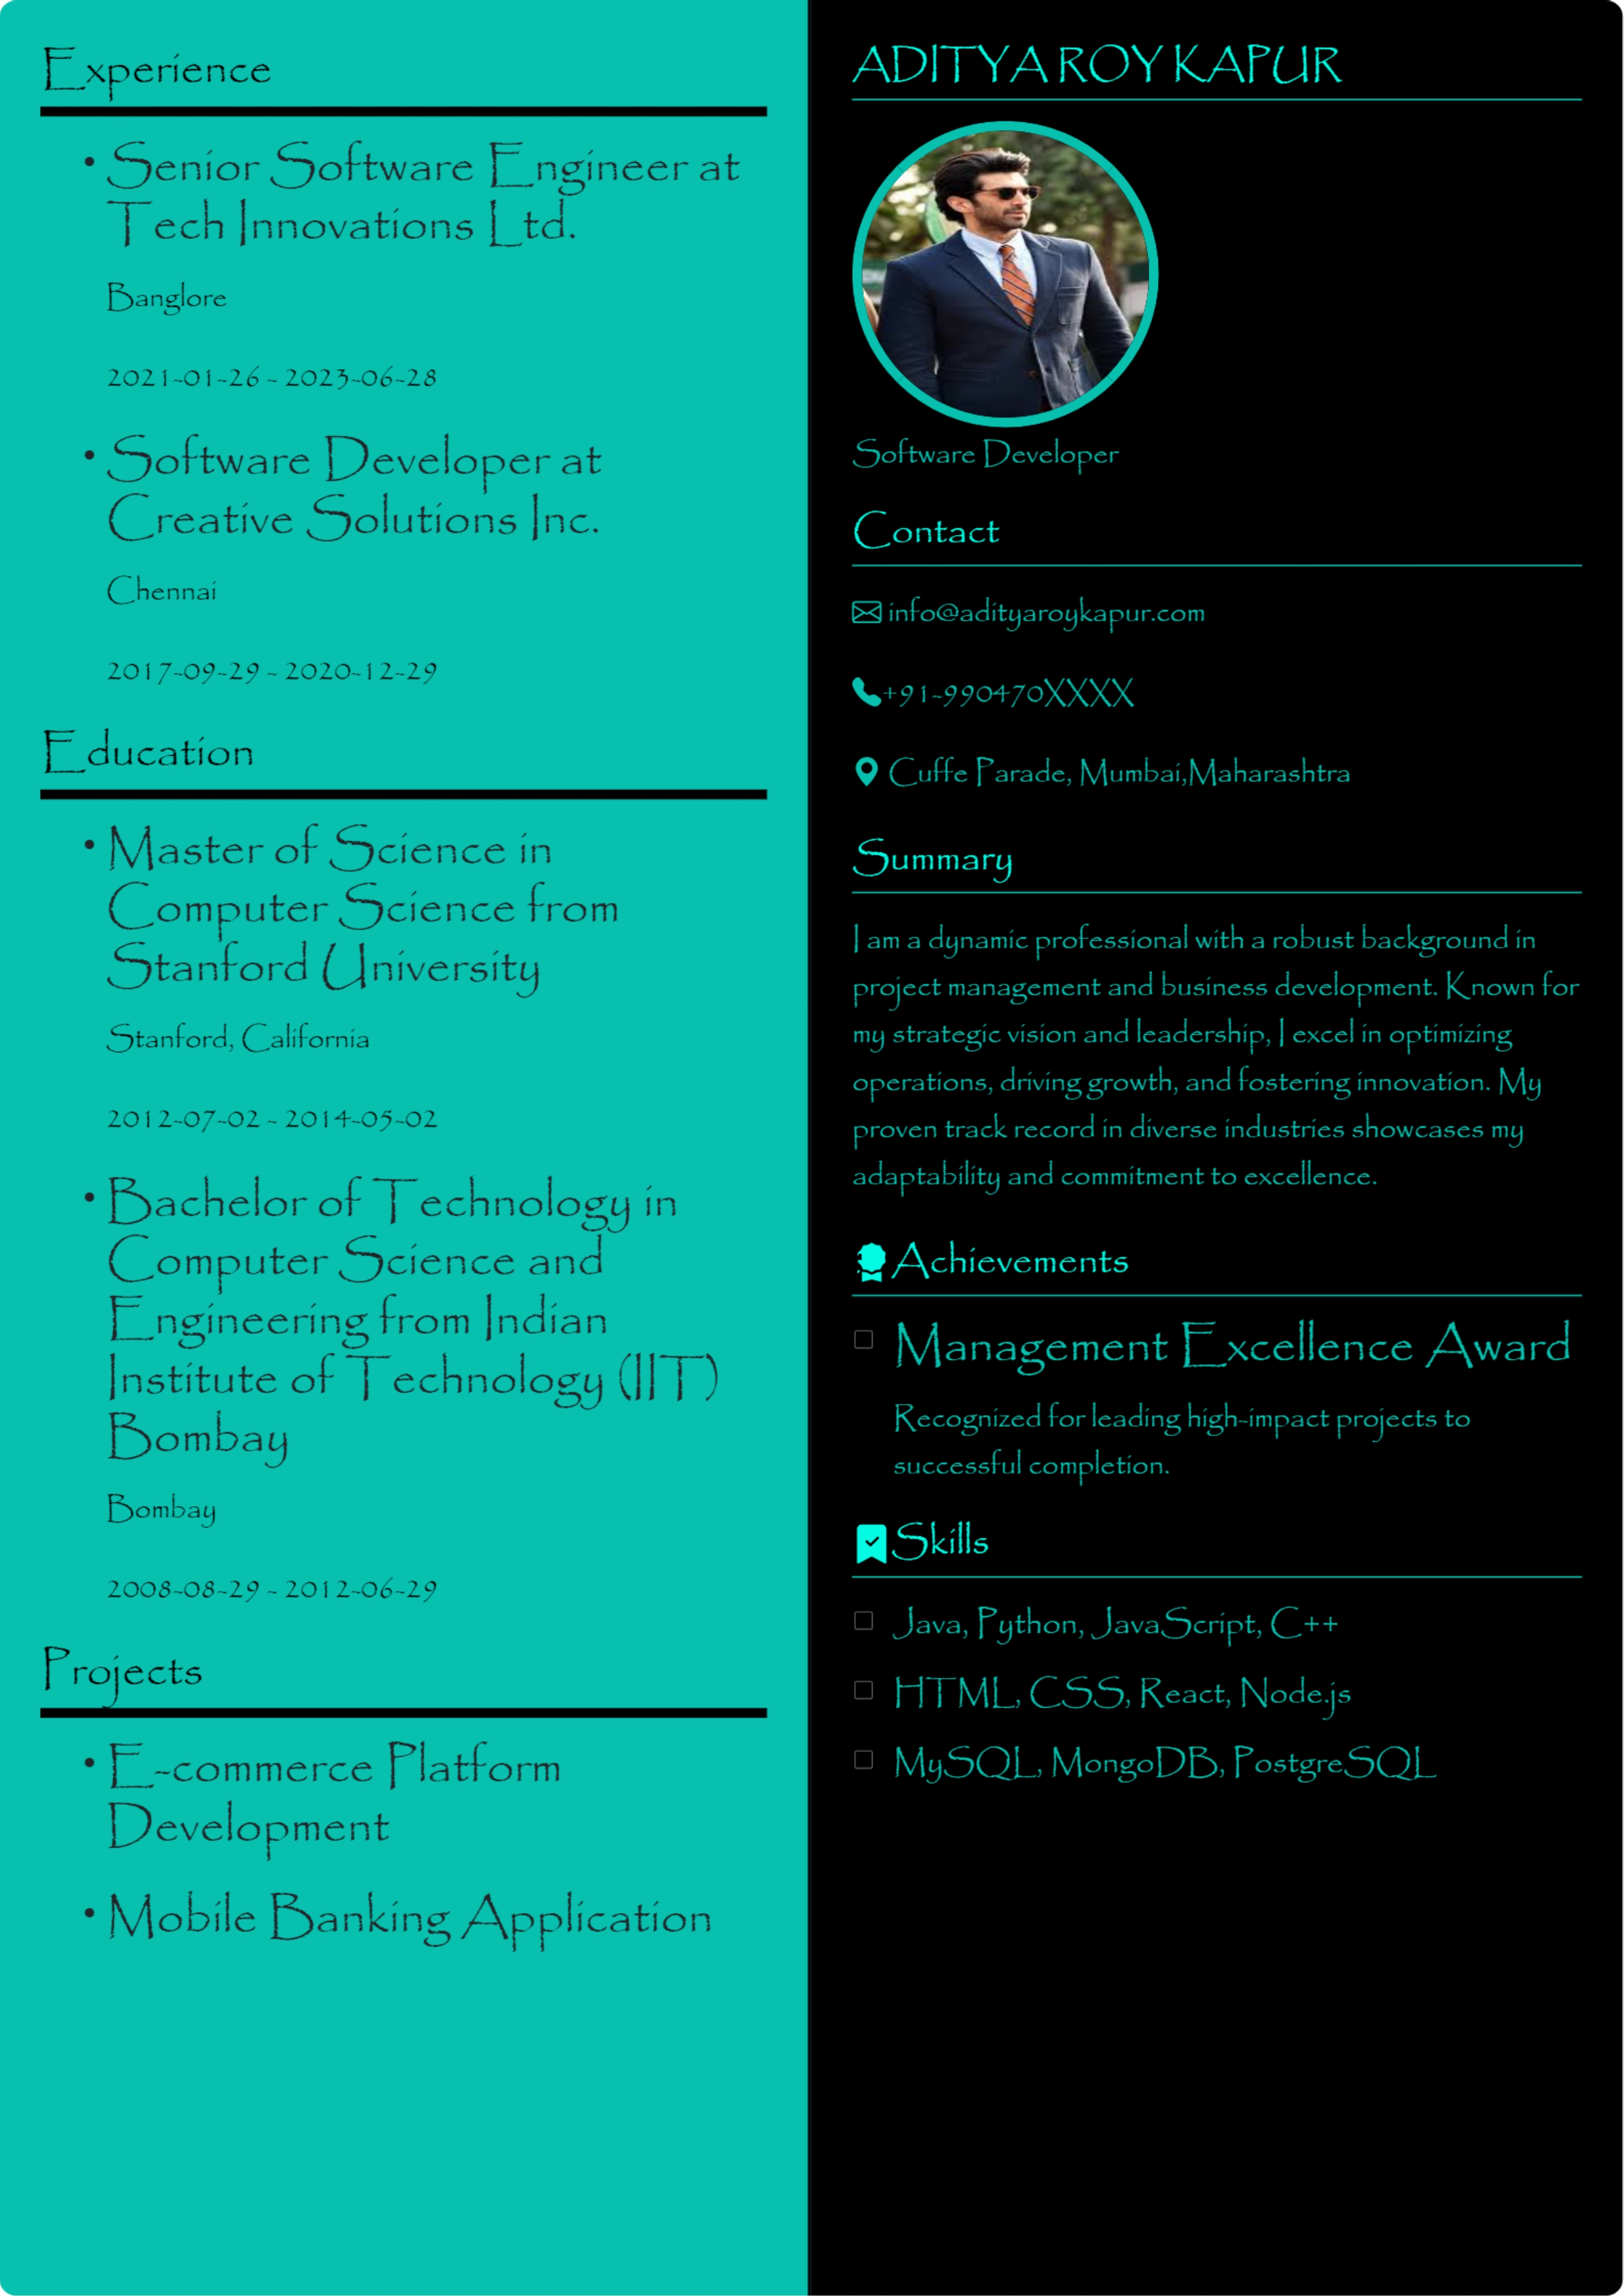 Experience
• Senior Software Engineer at
Tech Innovations Ltd.
Banglore
2021-01-26 - 2023-06-28
• Software Developer at
Creative Solutions Inc.
Chennai
2017-09-29 - 2020-12-29
Education
• Master of Science in
Computer Science from
Stanford University
Stanford, California
2012-07-02 - 2014-05-02
• Bachelor of Technology in
Computer Science and
Engineering from Indian
Institute of Technology (IIT)
Bombay
Bombay
2008-08-29 - 2012-06-29
Projects
• E-commerce Platform
Development
• Mobile Banking Application
ADITYA ROY KAPUR
Software Developer
Contact
info@adityaroykapur.com
+91-990470XXXX
Cuffe Parade, Mumbai,Maharashtra
Summary
I am a dynamic professional with a robust background in
project management and business development. Known for
my strategic vision and leadership, I excel in optimizing
operations, driving growth, and fostering innovation. My
proven track record in diverse industries showcases my
adaptability and commitment to excellence.
Achievements
Management Excellence Award
Recognized for leading high-impact projects to
successful completion.
Skills
Java, Python, JavaScript, C++
HTML, CSS, React, Node.js
MySQL, MongoDB, PostgreSQL